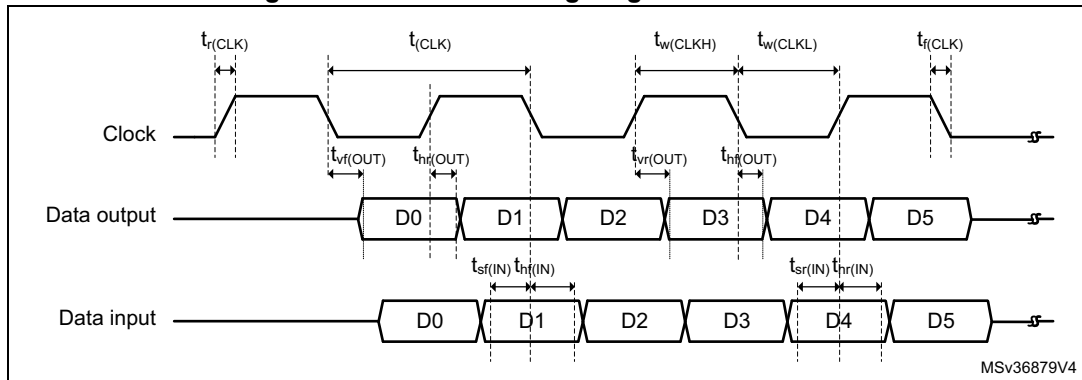 tr(CLK) t(CLK) tw(CLKH) tw(CLKL) tf(CLK)
Clock
tvf(OUT) thr(OUT) tvr(OUT) thf(OUT)
Data output D0 D1 D2 D3 D4 D5
tsf(IN) thf(IN) tsr(IN) thr(IN)
Data input D0 D1 D2 D3 D4 D5
MSv36879V4